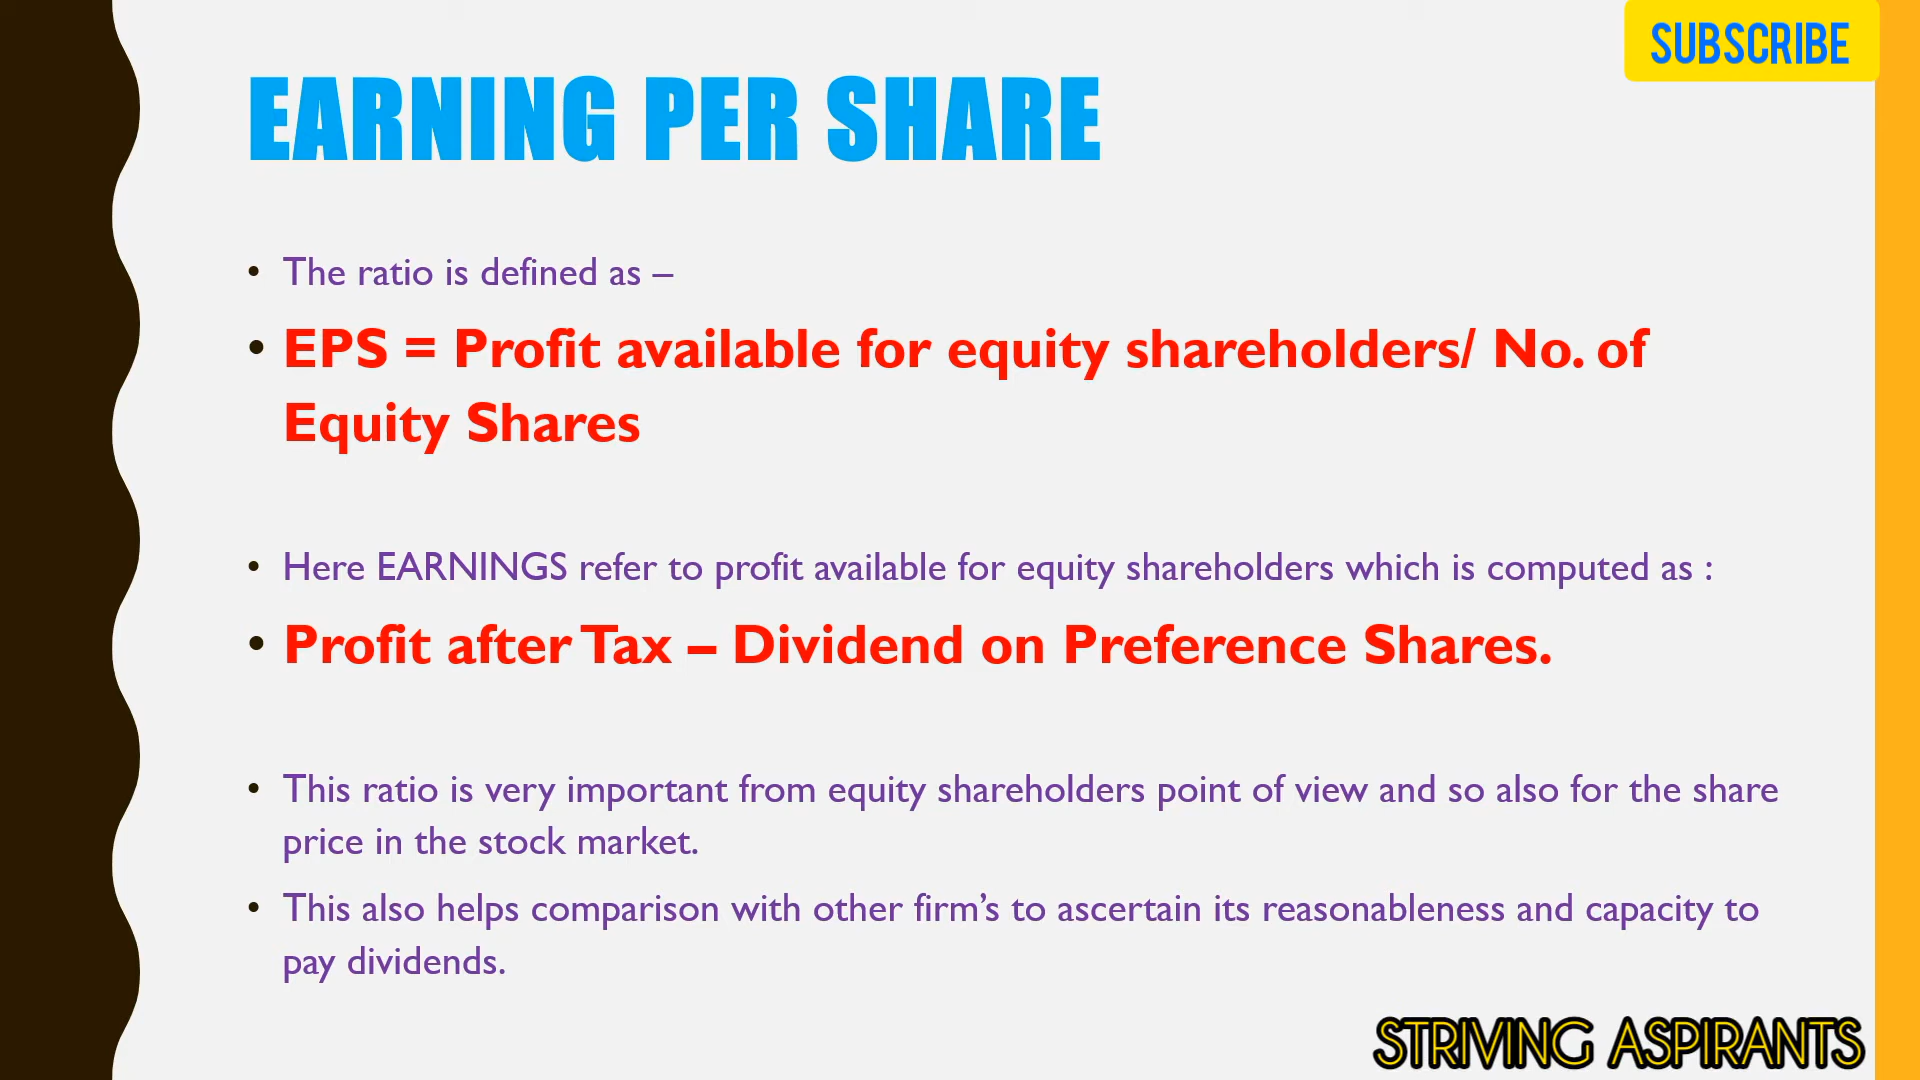 SUBSCRIBE
EARNING PER SHARE
• The ratio is defined as –
• EPS = Profit available for equity shareholders/ No. of
Equity Shares
• Here EARNINGS refer to profit available for equity shareholders which is computed as :
• Profit after Tax – Dividend on Preference Shares.
• This ratio is very important from equity shareholders point of view and so also for the share
price in the stock market.
• This also helps comparison with other firm’s to ascertain its reasonableness and capacity to
pay dividends.
STRIVING ASPIRANTS